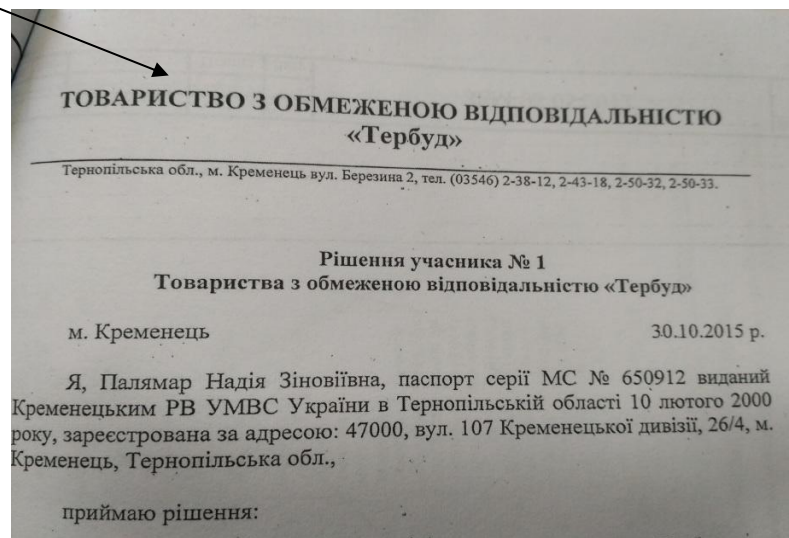 ТОВАРИСТВО З ОБМЕЖЕНОЮ ВІДПОВІДАЛЬНІСТЮ
«Тербуд»
Тернопільська обл., м. Кременець вул. Березина 2, тел. (03546) 2-38-12, 2-43-18, 2-50-32, 2-50-33.
Рішення учасника № 1
Товариства з обмеженою відповідальністю «Тербуд»
м. Кременець 30.10.2015 р.
Я, Палямар Надія Зіновіївна, паспорт серії МС № 650912 виданий
Кременецьким РВ УМВС України в Тернопільській області 10 лютого 2000
року, зареєстрована за адресою: 47000, вул. 107 Кременецької дивізії, 26/4, м.
Кременець, Тернопільська обл.,
приймаю рішення: